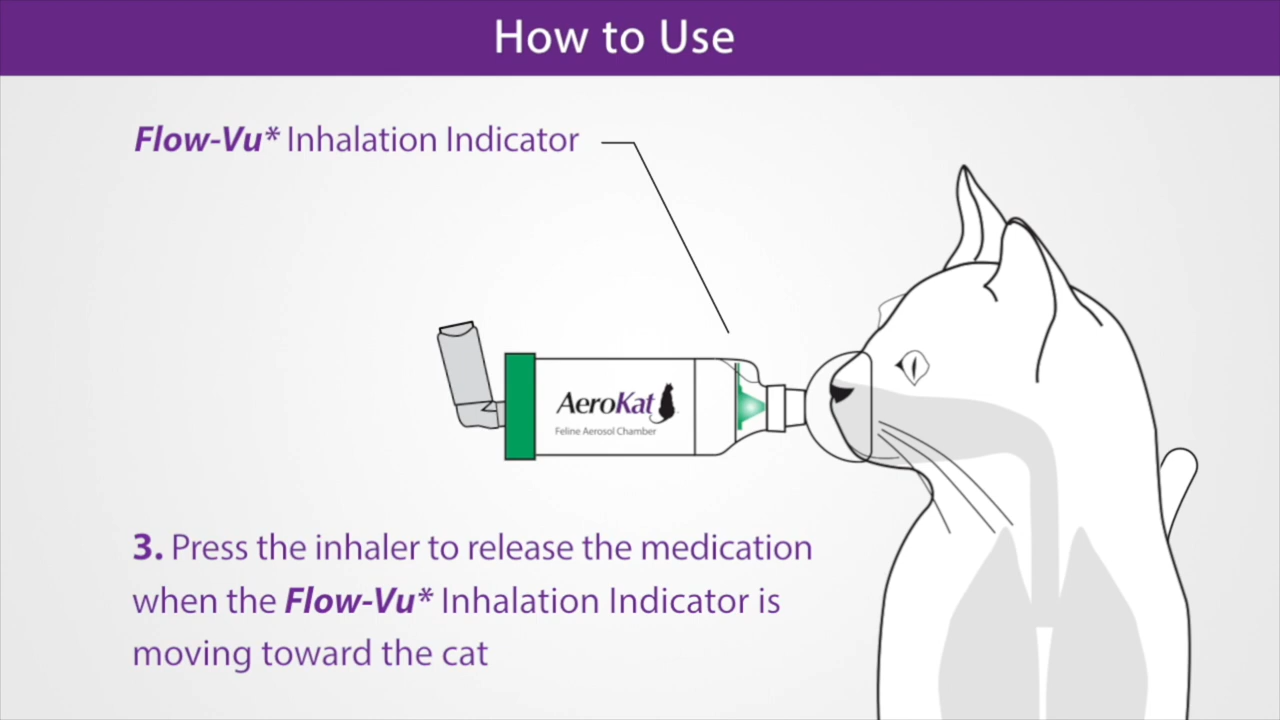 How to Use
Flow-Vu* Inhalation Indicator
AeroKat
Feline Aerosol Chamber
3. Press the inhaler to release the medication
when the Flow-Vu* Inhalation Indicator is
moving toward the cat